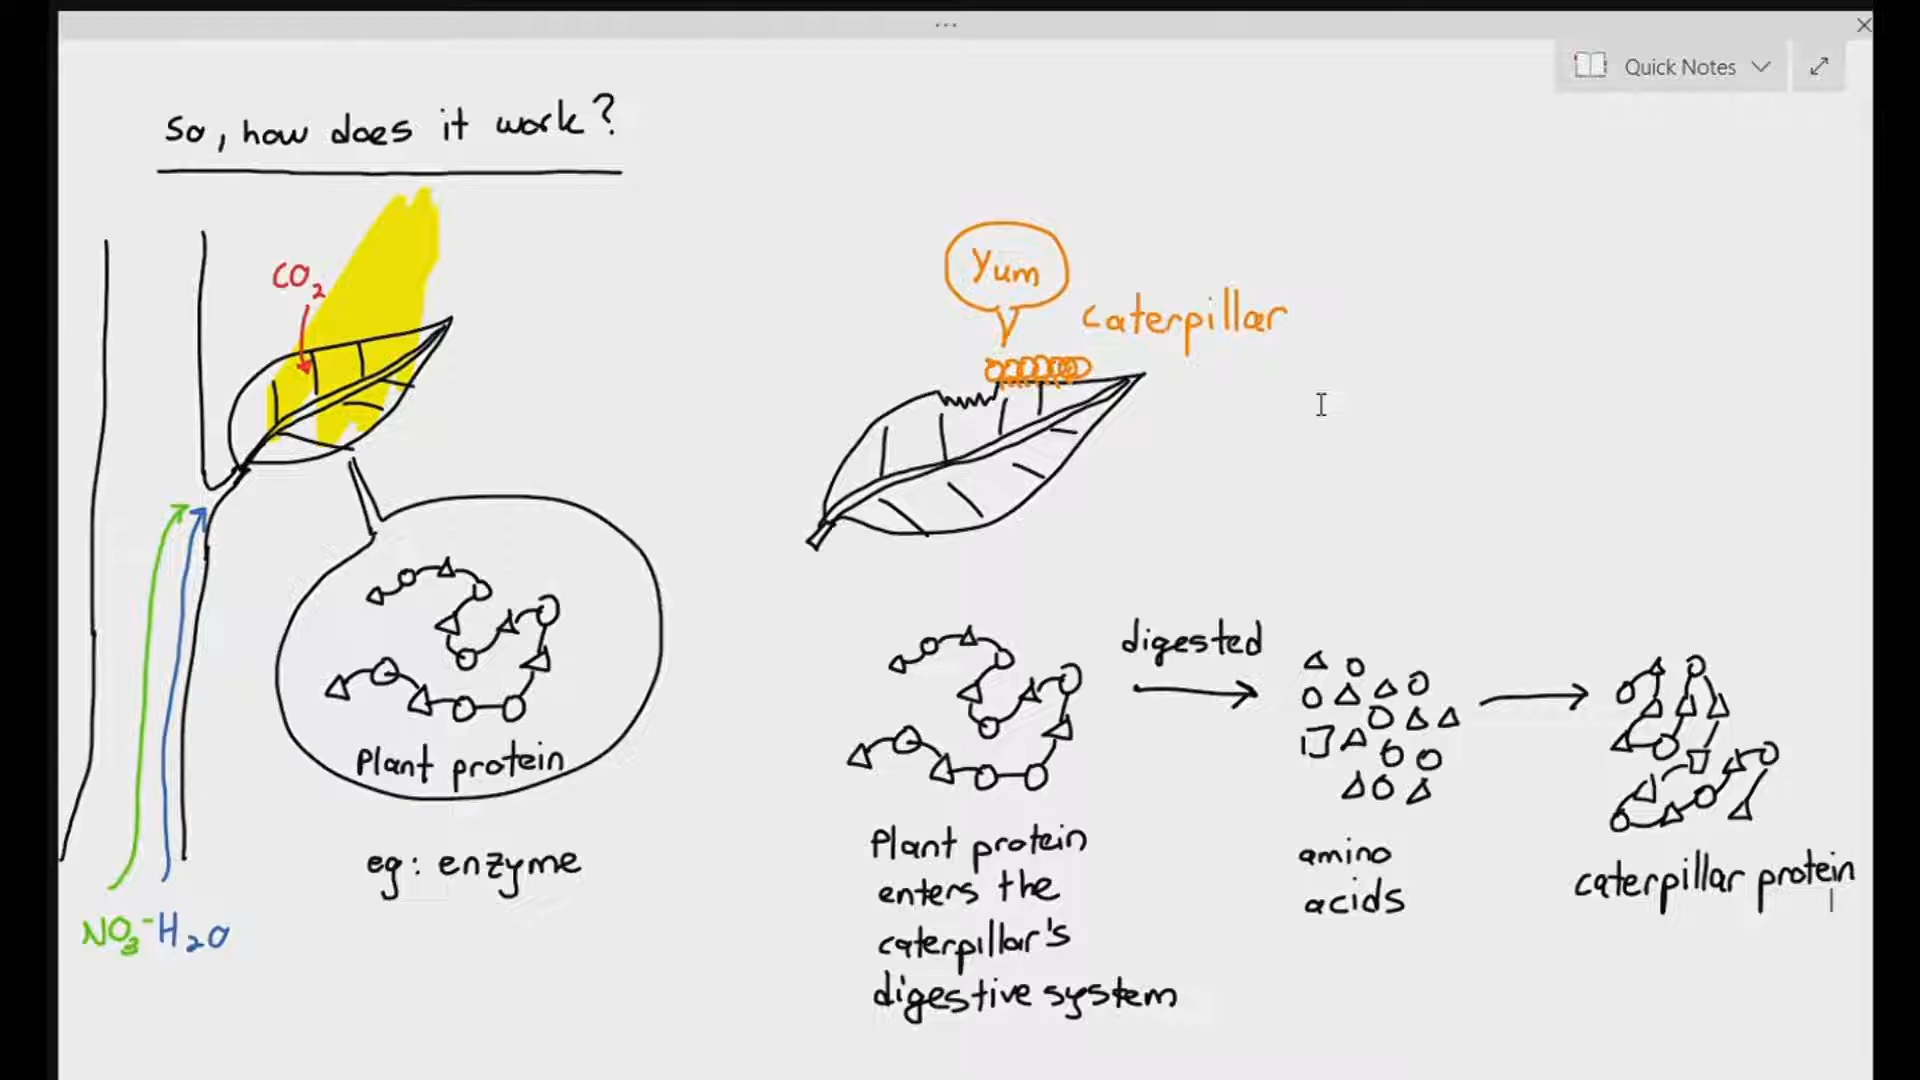 Quick Notes
So, how does it work?
CO2
Yum
caterpillar
Plant protein
eg: enzyme
NO3- H2O
digested
Plant protein
enters the
caterpillar's
digestive system
amino
acids
caterpillar protein